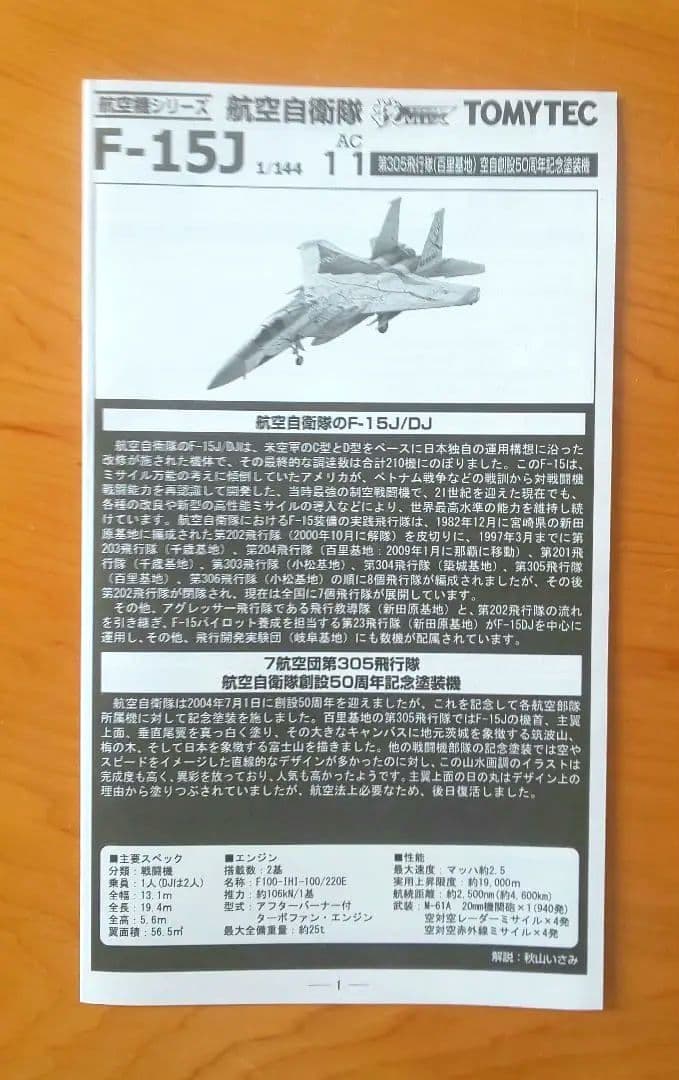 航空機シリーズ 航空自衛隊 技MIX TOMYTEC
F-15J 1/144 AC 11 第305飛行隊(百里基地) 空自創設50周年記念塗装機
航空自衛隊のF-15J/DJ
航空自衛隊のF-15J/DJは、米空軍のC型とD型をベースに日本独自の運用構想に沿った
改修が施された機体で、その最終的な調達数は合計210機にのぼりました。このF-15は、
ミサイル万能の考えに傾倒していたアメリカが、ベトナム戦争などの戦訓から対戦闘機
戦闘能力を再認識して開発した、当時最強の制空戦闘機で、21世紀を迎えた現在でも、
各種の改良や新型の高性能ミサイルの導入などにより、世界最高水準の能力を維持し続
けています。航空自衛隊におけるF-15装備の実践飛行隊は、1982年12月に宮崎県の新田
原基地に編成された第202飛行隊（2000年10月に解隊）を皮切りに、1997年3月までに第
203飛行隊（千歳基地）、第204飛行隊（百里基地：2009年1月に那覇に移動）、第201飛
行隊（千歳基地）、第303飛行隊（小松基地）、第304飛行隊（築城基地）、第305飛行隊
（百里基地）、第306飛行隊（小松基地）の順に8個飛行隊が編成されましたが、その後
第202飛行隊が閉隊され、現在は全国に7個飛行隊が展開しています。
その他、アグレッサー飛行隊である飛行教導隊（新田原基地）と、第202飛行隊の流れ
を引き継ぎ、F-15パイロット養成を担当する第23飛行隊（新田原基地）がF-15DJを中心に
運用し、その他、飛行開発実験団（岐阜基地）にも数機が配属されています。
7航空団第305飛行隊
航空自衛隊創設50周年記念塗装機
航空自衛隊は2004年7月1日に創設50周年を迎えましたが、これを記念して各航空部隊
所属機に対して記念塗装を施しました。百里基地の第305飛行隊ではF-15Jの機首、主翼
上面、垂直尾翼を真っ白く塗り、その大きなキャンバスに地元茨城を象徴する筑波山、
梅の木、そして日本を象徴する富士山を描きました。他の戦闘機部隊の記念塗装では空や
スピードをイメージした直線的なデザインが多かったのに対し、この山水画調のイラストは
完成度も高く、異彩を放っており、人気も高かったようです。主翼上面の日の丸はデザイン上の
理由から塗りつぶされていましたが、航空法上必要なため、後日復活しました。
■主要スペック
分類：戦闘機
乗員：1人(DJは2人)
全幅：13.1m
全長：19.4m
全高：5.6m
翼面積：56.5㎡
■エンジン
搭載数：2基
名称：F100-IHI-100/220E
推力：約106kN/1基
型式：アフターバーナー付
ターボファン・エンジン
最大全備重量：約25t
■性能
最大速度：マッハ約2.5
実用上昇限度：約19,000m
航続距離：約2,500nm(約4,600km)
武装：M-61A 20mm機関砲×1(940発)
空対空レーダーミサイル×4発
空対空赤外線ミサイル×4発
解説：秋山いさみ
— 1 —